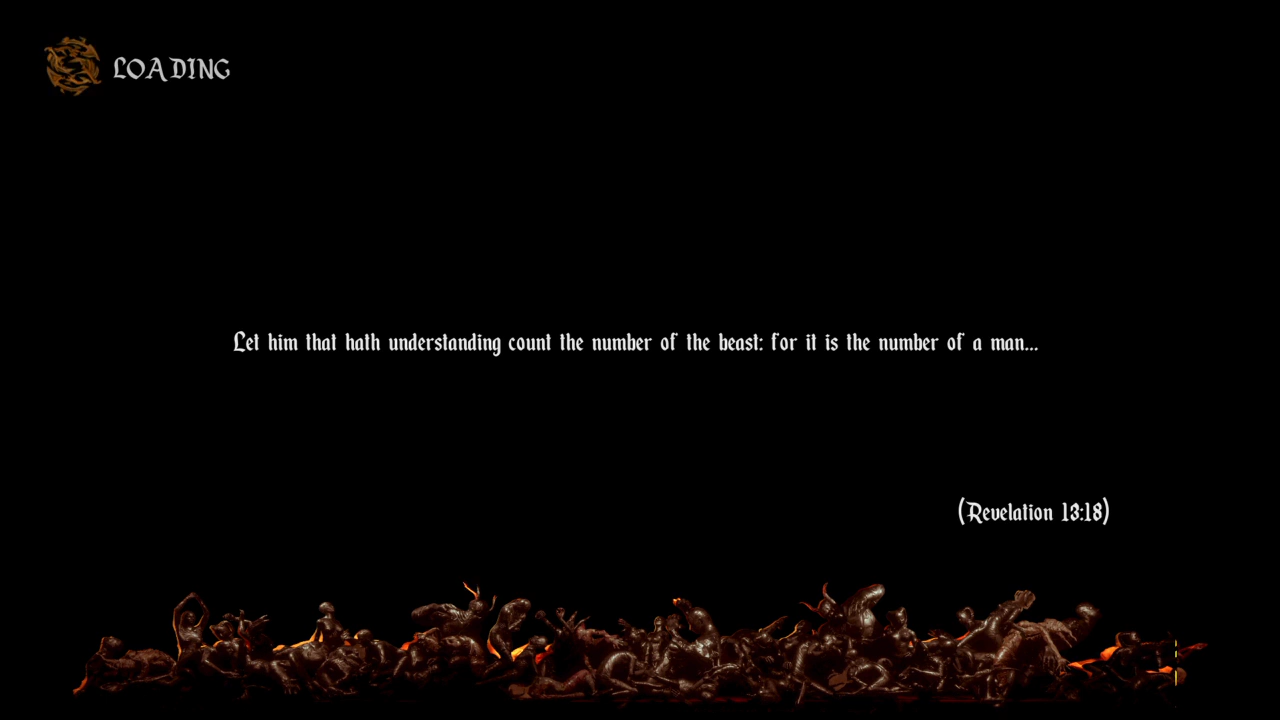 LOADING
Let him that hath understanding count the number of the beast: for it is the number of a man...
(Revelation 13:18)